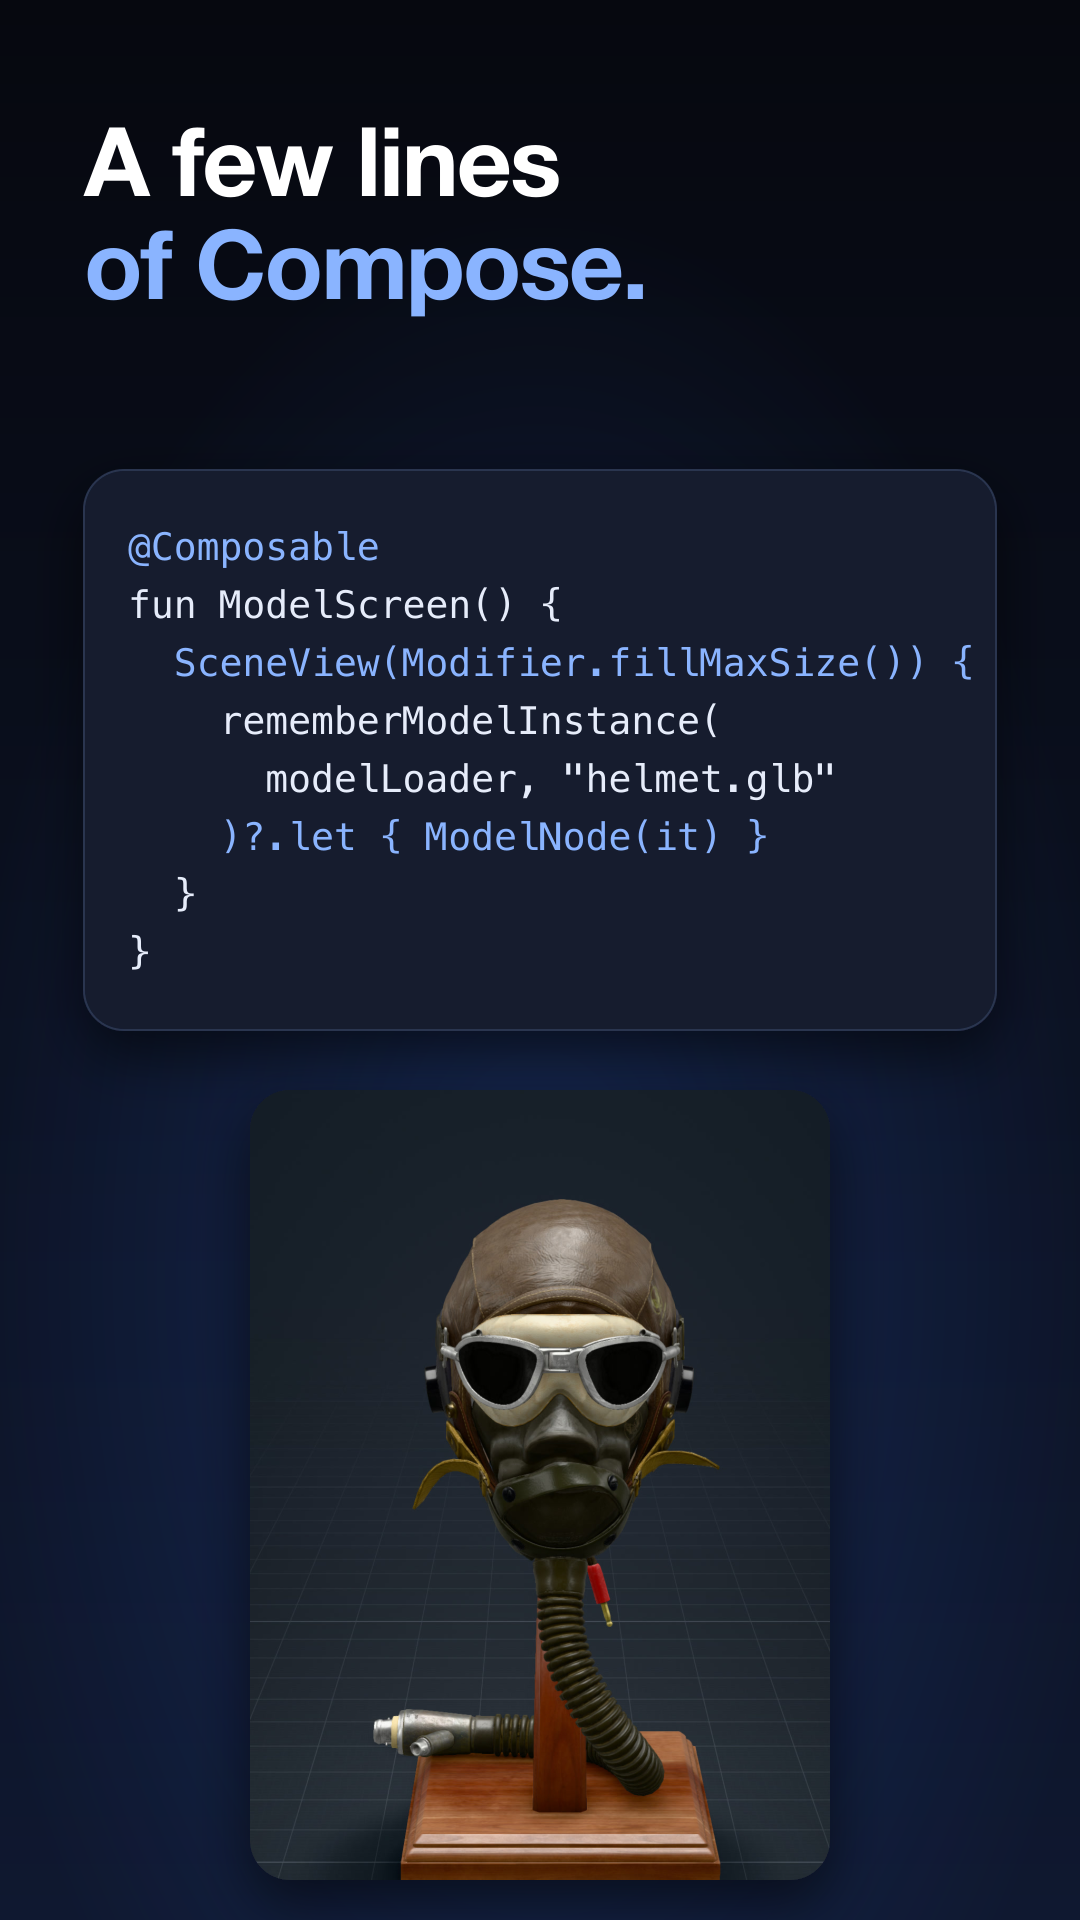 A few lines
of Compose.
@Composable
fun ModelScreen() {
  SceneView(Modifier.fillMaxSize()) {
    rememberModelInstance(
      modelLoader, "helmet.glb"
    )?.let { ModelNode(it) }
  }
}